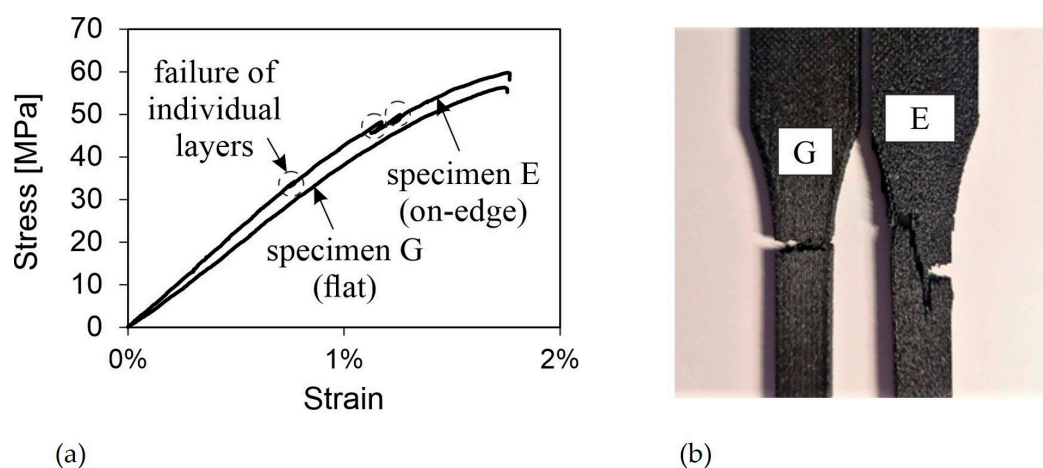 70
60
50
40
30
20
10
0
Stress [MPa]
failure of
individual
layers
specimen E
(on-edge)
specimen G
(flat)
0%
1%
2%
Strain
(a)
G
E
(b)